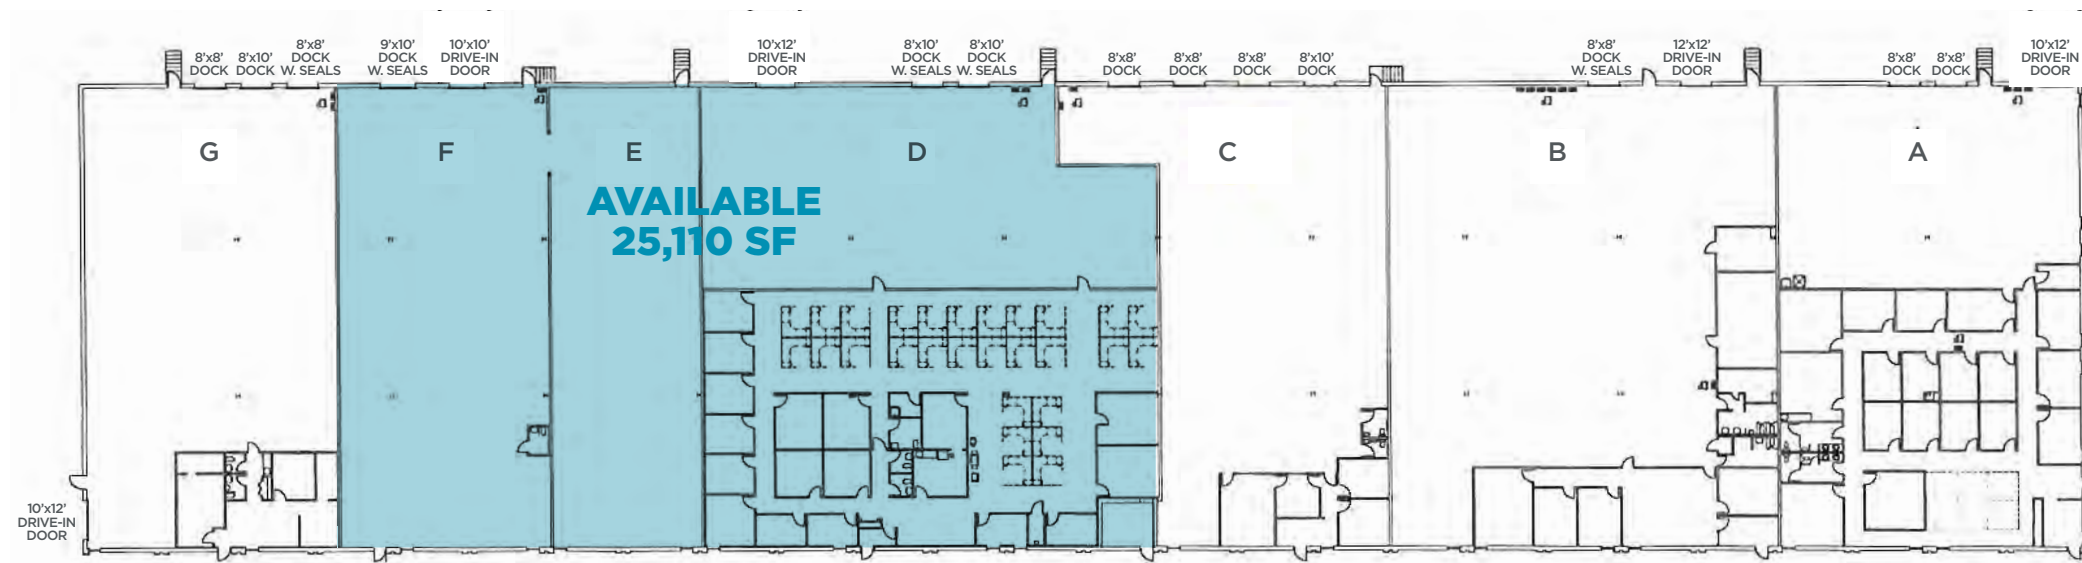 8'x8'
DOCK
8'x10'
DOCK
8'x8'
DOCK
W. SEALS
9'x10'
DOCK
W. SEALS
10'x10'
DRIVE-IN
DOOR
10'x12'
DRIVE-IN
DOOR
8'x10'
DOCK
W. SEALS
8'x10'
DOCK
W. SEALS
8'x8'
DOCK
8'x8'
DOCK
8'x8'
DOCK
8'x10'
DOCK
8'x8'
DOCK
W. SEALS
12'x12'
DRIVE-IN
DOOR
8'x8'
DOCK
8'x8'
DOCK
10'x12'
DRIVE-IN
DOOR
G
F
E
D
C
B
A
AVAILABLE
25,110 SF
10'x12'
DRIVE-IN
DOOR